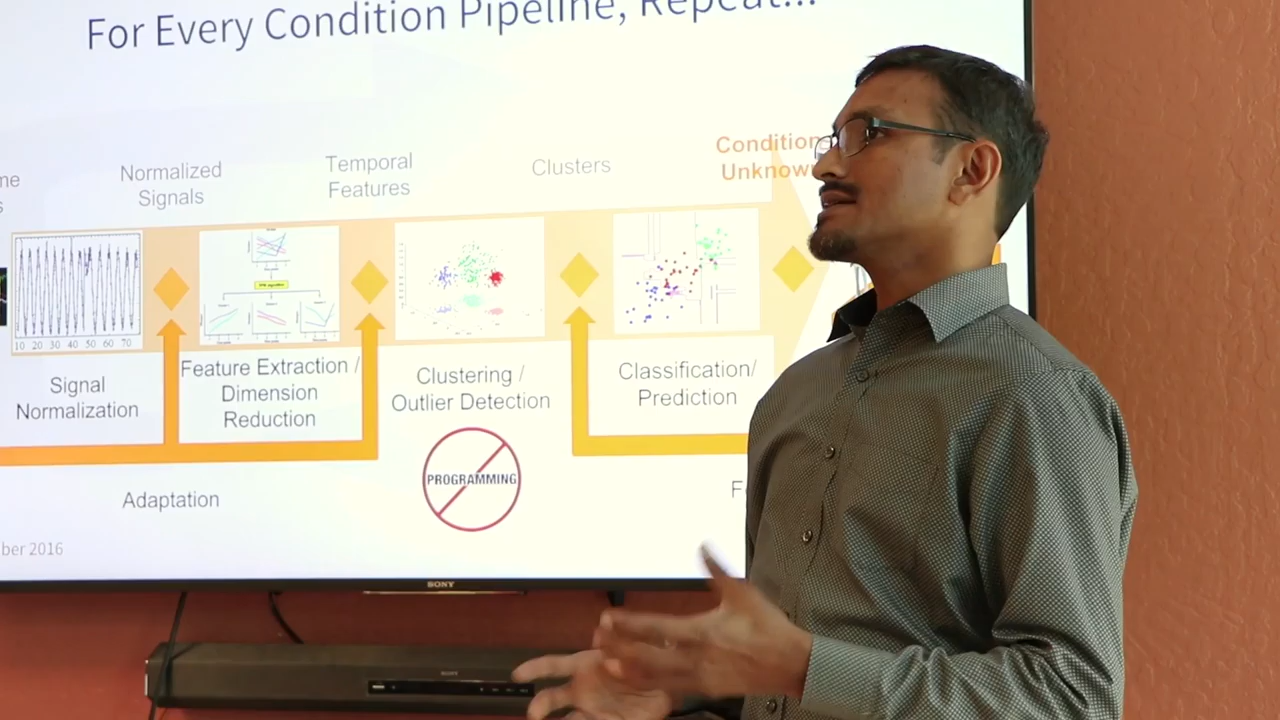 For Every Condition Pipeline, Repeat...
Normalized
Signals
Temporal
Features
Clusters
Condition
Unknown
10 20 30 40 50 60 70
Signal
Normalization
Feature Extraction /
Dimension
Reduction
Clustering /
Outlier Detection
Classification/
Prediction
PROGRAMMING
Adaptation
ber 2016
SONY